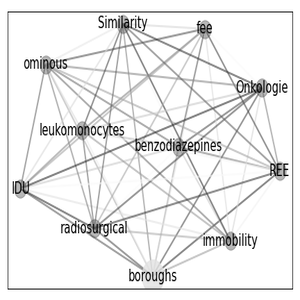 Similarity
fee
ominous
Onkologie
leukomonocytes
benzodiazepines
REE
IDU
radiosurgical
immobility
boroughs